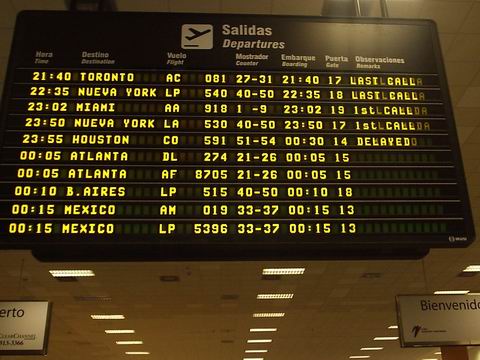 Salidas
Departures
Hora Destino Vuelo Mostrador Embarque Puerta Observaciones
Time Destination Flight Counter Boarding Gate Remarks
21:40 TORONTO AC 081 27-31 21:40 17 LAST CALL
22:35 NUEVA YORK LP 540 40-50 22:35 18 LAST CALL
23:02 MIAMI AA 918 1 -9 23:02 19 1st CALL
23:50 NUEVA YORK LA 530 40-50 23:50 17 1st CALL
23:55 HOUSTON CO 591 51-54 00:30 14 DELAYED
00:05 ATLANTA DL 274 21-26 00:05 15
00:05 ATLANTA AF 8705 21-26 00:05 15
00:10 B.AIRES LP 515 40-50 00:10 18
00:15 MEXICO AM 019 33-37 00:15 13
00:15 MEXICO LP 5396 33-37 00:15 13
erto
CLEAR CHANNEL
513-3366
Bienvenido